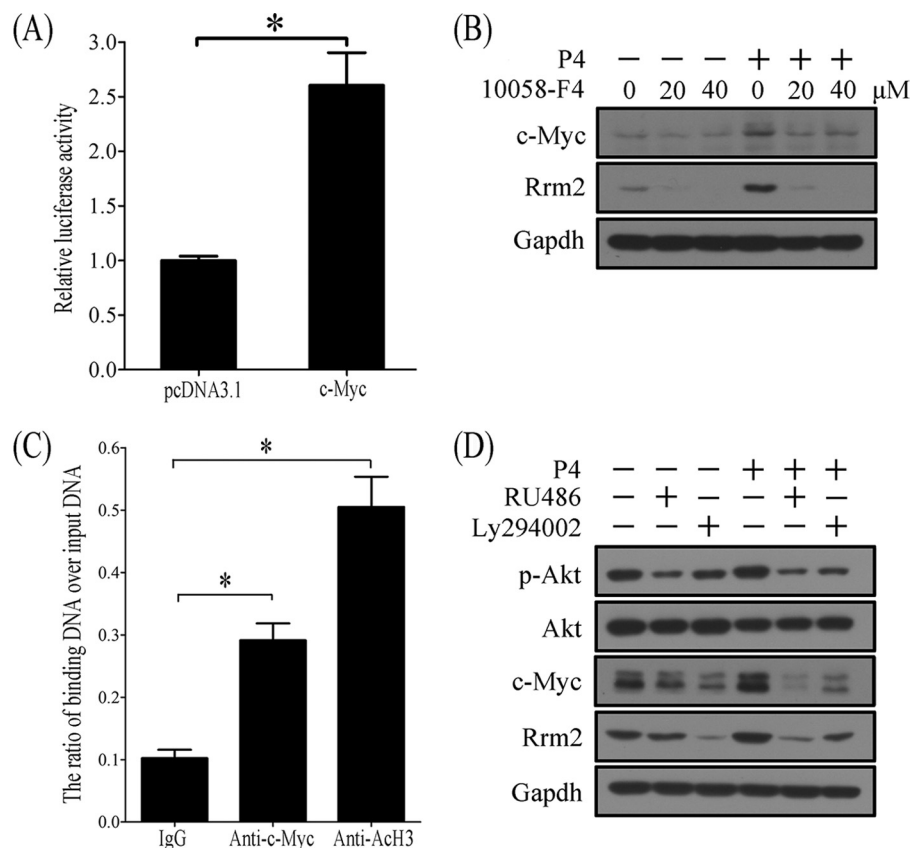 (A)
*
Relative luciferase activity
3.0
2.5
2.0
1.5
1.0
0.5
0.0
pcDNA3.1 c-Myc
(B)
P4 − − − + + +
10058-F4 0 20 40 0 20 40 µM
c-Myc
Rrm2
Gapdh
(C)
The ratio of binding DNA over input DNA
0.6
0.5
0.4
0.3
0.2
0.1
0.0
*
*
IgG Anti-c-Myc Anti-AcH3
(D)
P4 − − − + + +
RU486 − + − − + −
Ly294002 − − + − − +
p-Akt
Akt
c-Myc
Rrm2
Gapdh